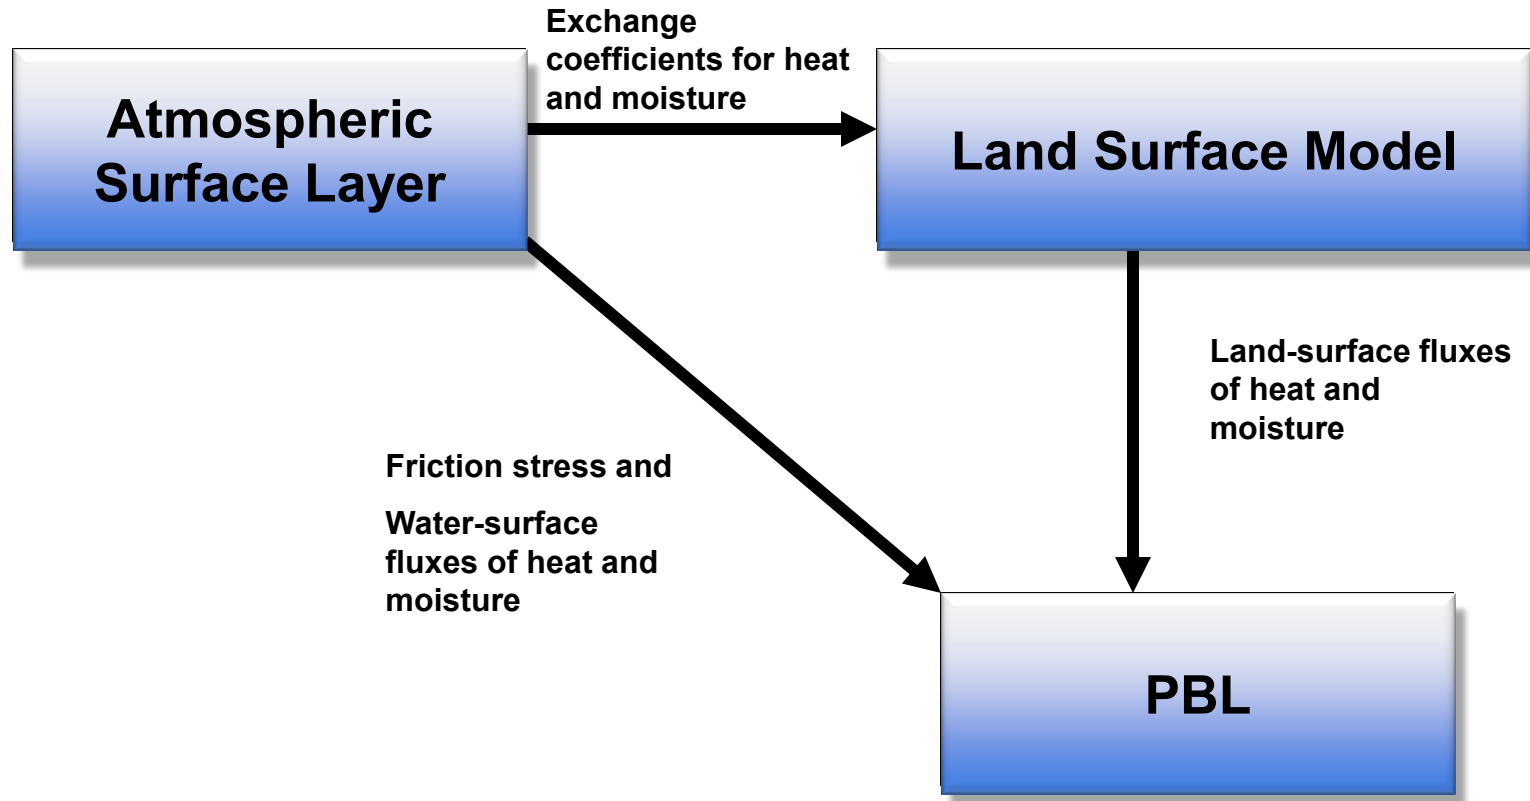 Exchange
coefficients for heat
and moisture
Atmospheric
Surface Layer
Land Surface Model
Land-surface fluxes
of heat and
moisture
Friction stress and
Water-surface
fluxes of heat and
moisture
PBL